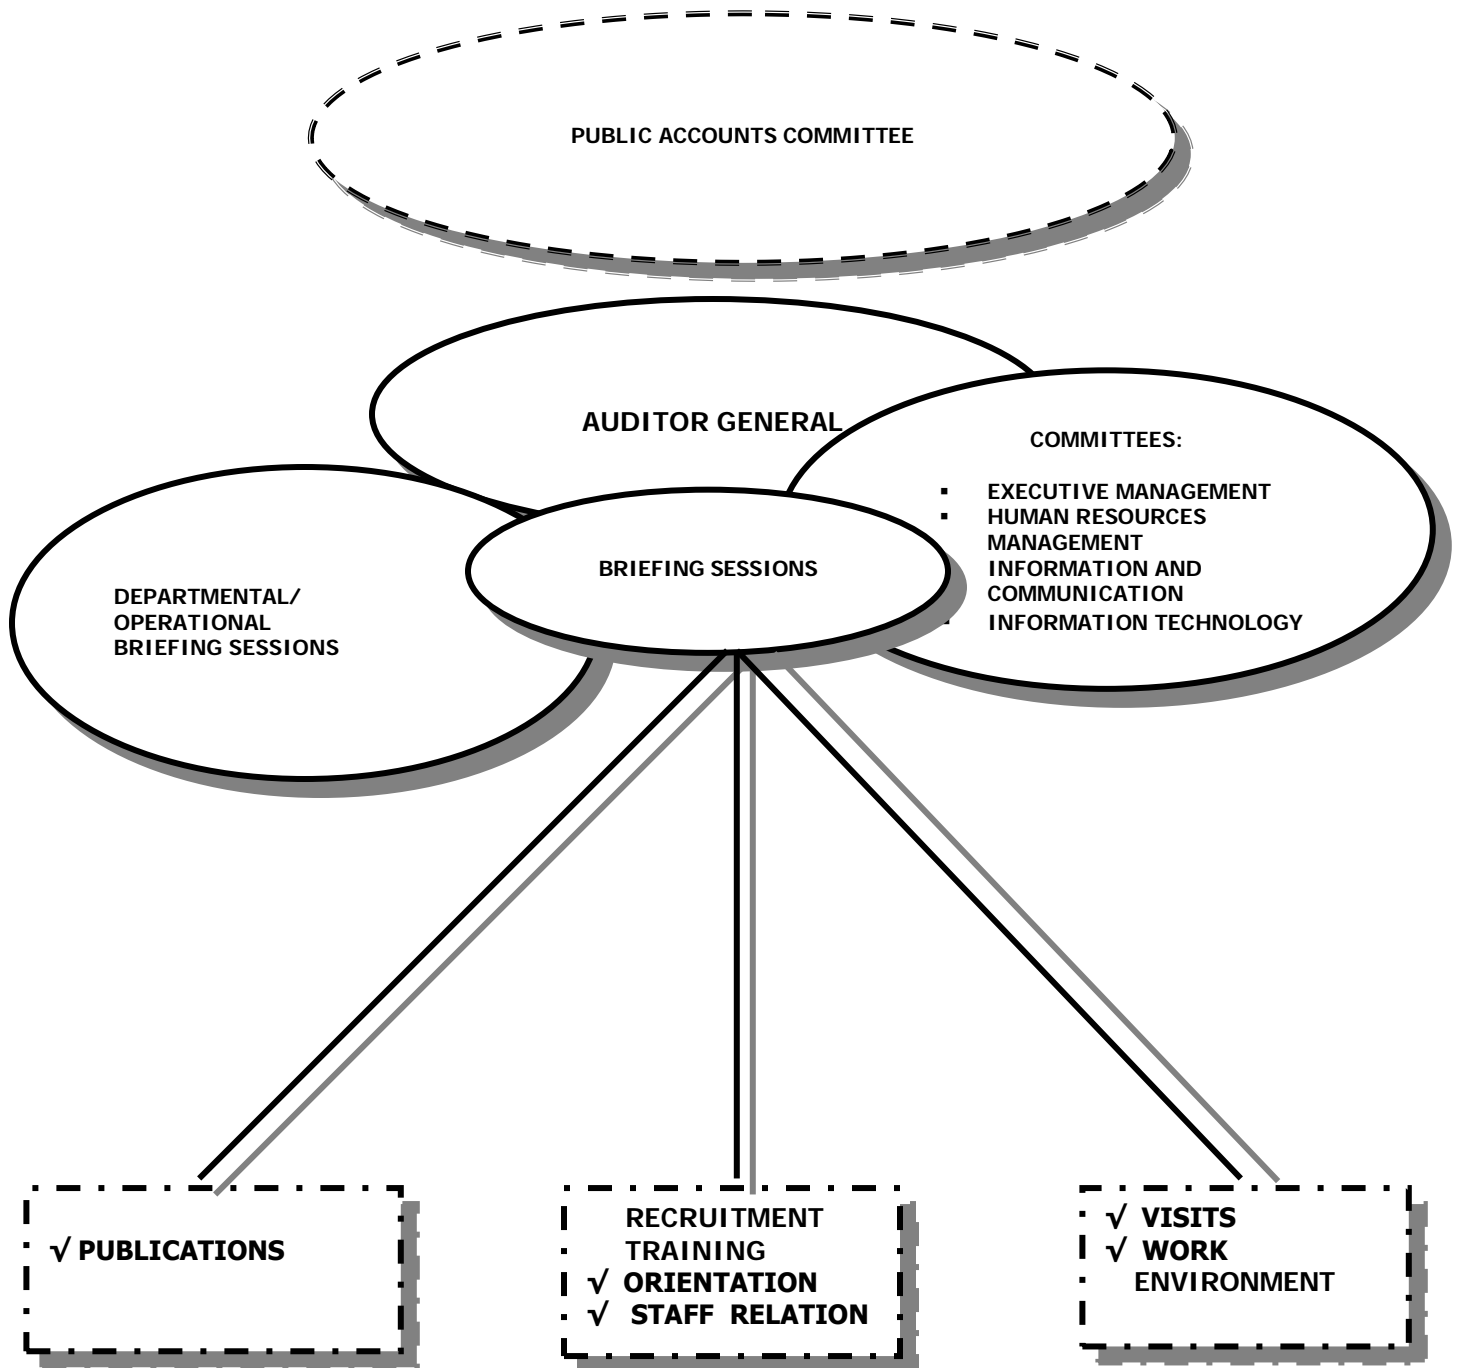 PUBLIC ACCOUNTS COMMITTEE
AUDITOR GENERAL
COMMITTEES:
▪ EXECUTIVE MANAGEMENT
▪ HUMAN RESOURCES
MANAGEMENT
INFORMATION AND
COMMUNICATION
▪ INFORMATION TECHNOLOGY
BRIEFING SESSIONS
DEPARTMENTAL/
OPERATIONAL
BRIEFING SESSIONS
√ PUBLICATIONS
RECRUITMENT
TRAINING
√ ORIENTATION
√ STAFF RELATION
√ VISITS
√ WORK
ENVIRONMENT